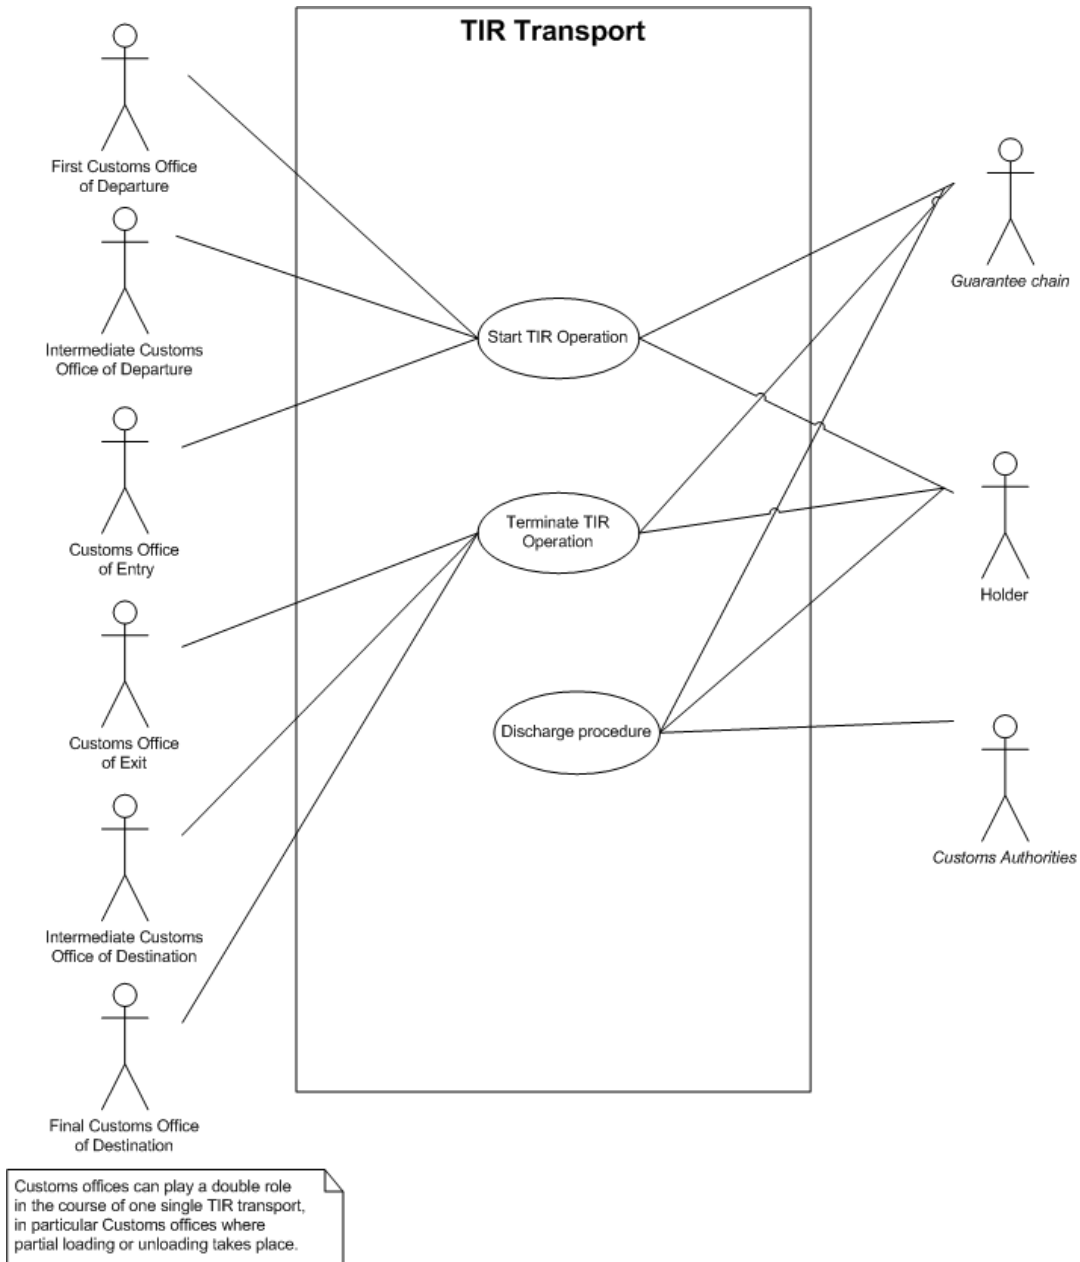 TIR Transport
First Customs Office
of Departure
Intermediate Customs
Office of Departure
Customs Office
of Entry
Customs Office
of Exit
Intermediate Customs
Office of Destination
Final Customs Office
of Destination
Start TIR Operation
Terminate TIR
Operation
Discharge procedure
Guarantee chain
Holder
Customs Authorities
Customs offices can play a double role
in the course of one single TIR transport,
in particular Customs offices where
partial loading or unloading takes place.